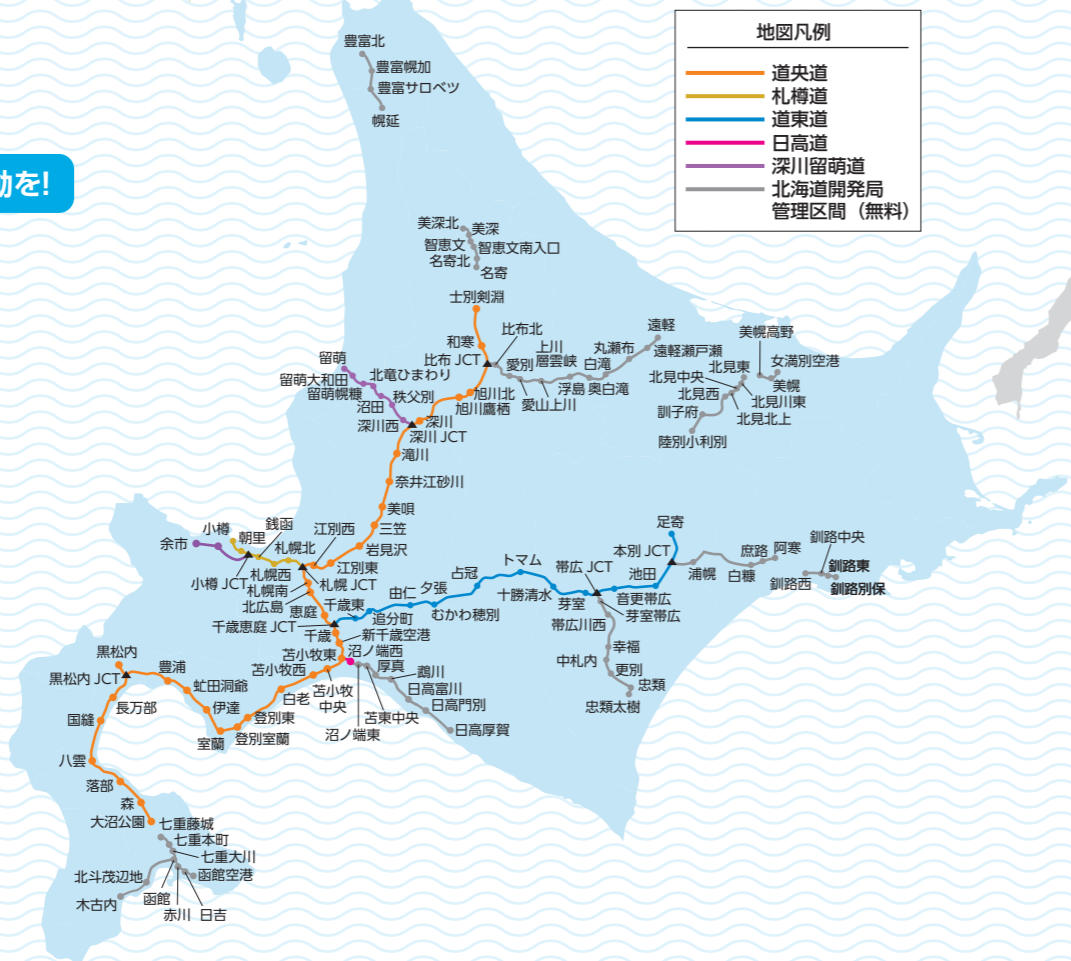 動を!
地図凡例
道央道
札樽道
道東道
日高道
深川留萌道
北海道開発局
管理区間（無料）
豊富北
豊富幌加
豊富サロベツ
幌延
美深北
美深
智恵文
智恵文南入口
名寄北
名寄
士別剣淵
和寒
比布北
比布 JCT
愛別
上川
層雲峡
愛山上川
浮島
白滝
奥白滝
丸瀬布
遠軽
遠軽瀬戸瀬
美幌高野
女満別空港
美幌
北見東
北見中央
北見西
北見川東
北見北上
訓子府
陸別小利別
留萌
留萌大和田
留萌幌糠
北竜ひまわり
沼田
秩父別
深川西
旭川北
旭川鷹栖
深川
深川 JCT
滝川
奈井江砂川
美唄
三笠
岩見沢
江別西
江別東
余市
小樽
朝里
銭函
札幌北
小樽 JCT
札幌西
札幌 JCT
札幌南
北広島
恵庭
千歳東
千歳恵庭 JCT
追分町
由仁
夕張
むかわ穂別
占冠
トマム
十勝清水
芽室
帯広 JCT
音更帯広
芽室帯広
池田
本別 JCT
足寄
浦幌
白糠
庶路
阿寒
釧路西
釧路中央
釧路東
釧路別保
帯広川西
幸福
中札内
更別
忠類
忠類太樹
千歳
新千歳空港
苫小牧東
沼ノ端西
苫小牧西
厚真
鵡川
日高富川
日高門別
日高厚賀
苫小牧
中央
沼ノ端東
苫東中央
白老
登別東
登別室蘭
室蘭
伊達
虻田洞爺
豊浦
黒松内
黒松内 JCT
長万部
国縫
八雲
落部
森
大沼公園
七重藤城
七重本町
七重大川
函館空港
北斗茂辺地
木古内
函館
赤川
日吉